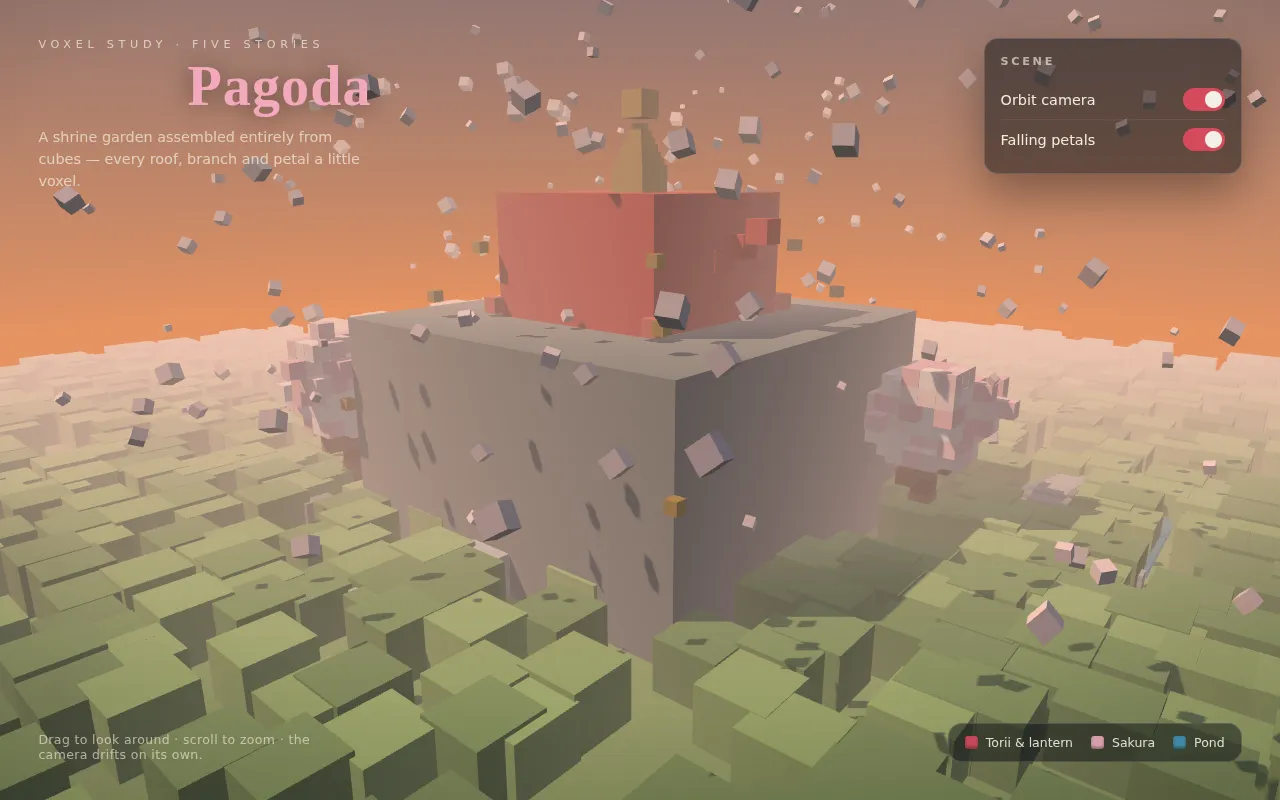 VOXEL STUDY · FIVE STORIES
Pagoda
A shrine garden assembled entirely from
cubes — every roof, branch and petal a little
voxel.
SCENE
Orbit camera
Falling petals
Drag to look around · scroll to zoom · the
camera drifts on its own.
Torii & lantern
Sakura
Pond